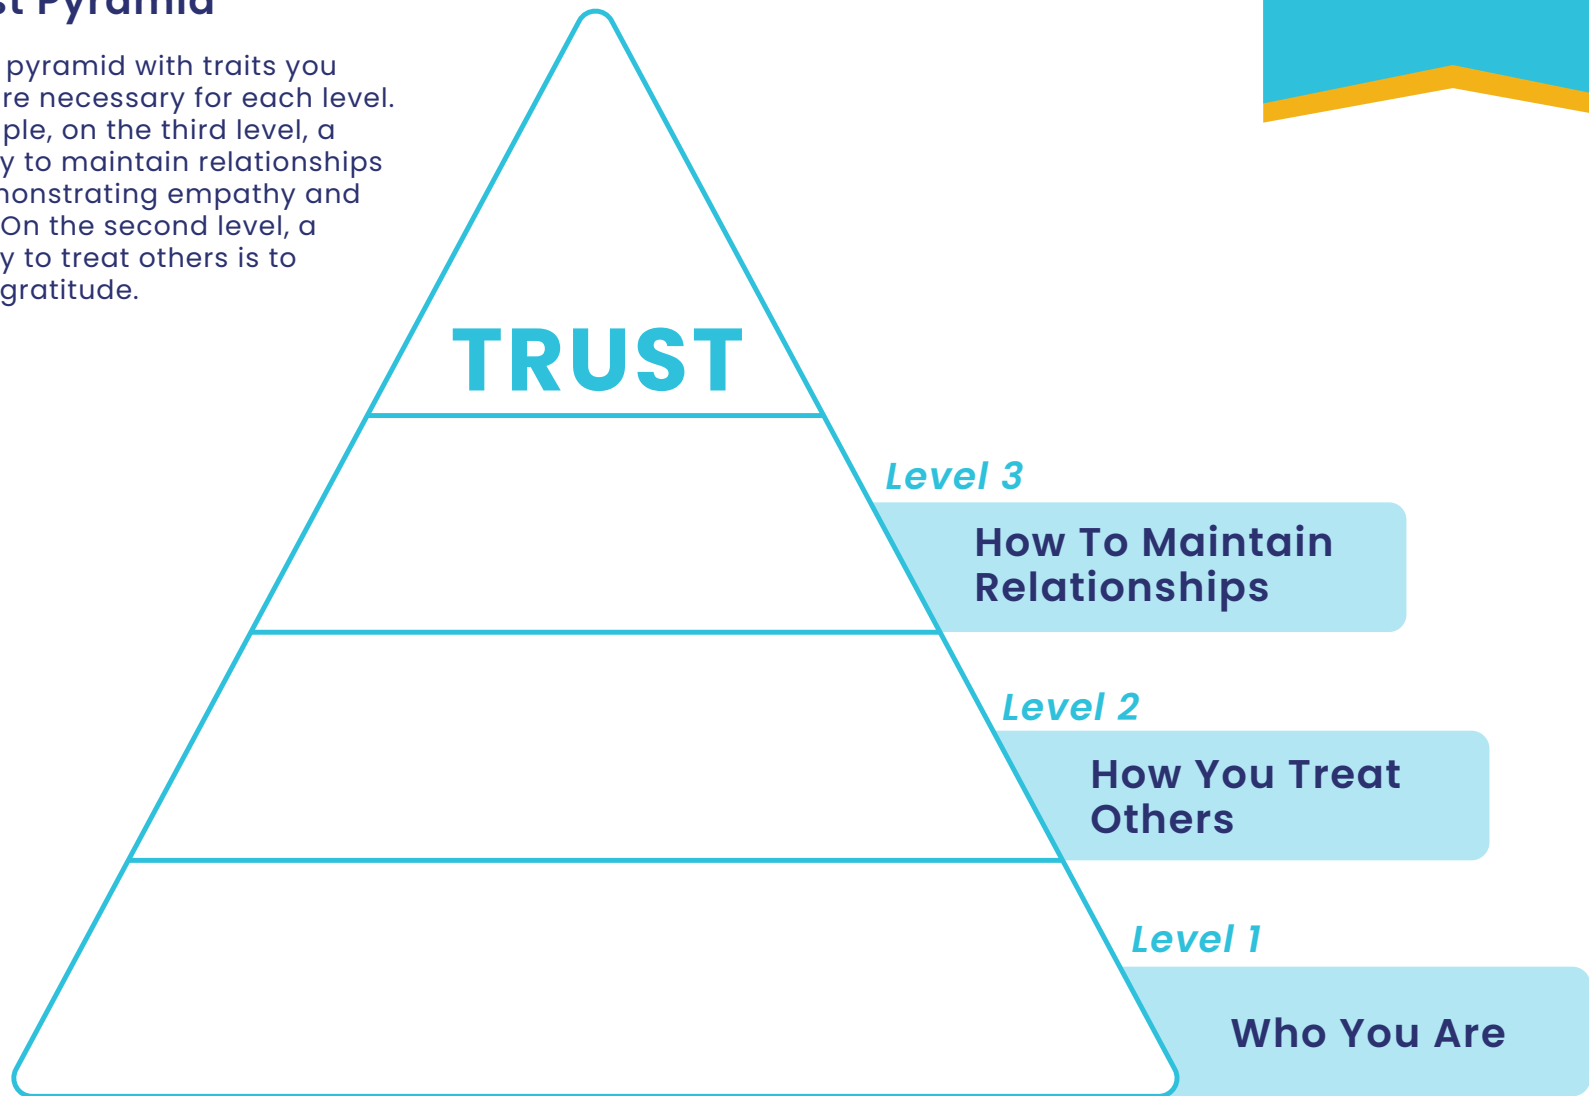 st Pyramid
pyramid with traits you
re necessary for each level.
ple, on the third level, a
y to maintain relationships
nonstrating empathy and
On the second level, a
y to treat others is to
gratitude.
TRUST
Level 3
How To Maintain
Relationships
Level 2
How You Treat
Others
Level 1
Who You Are